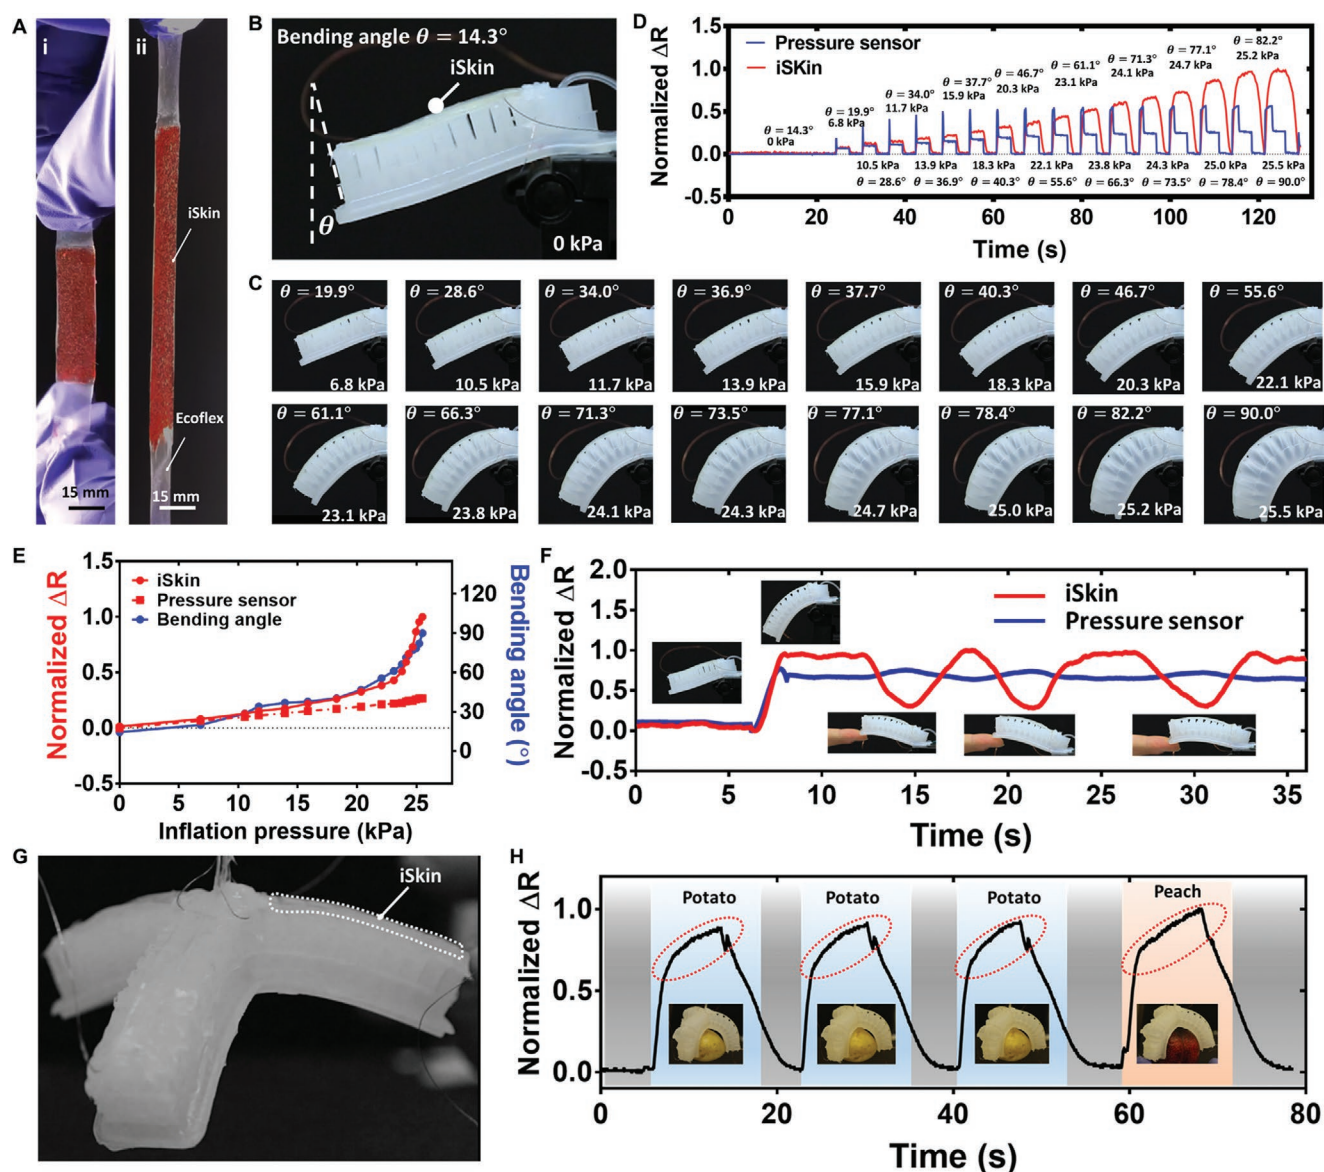 A
i
ii
iSkin
Ecoflex
15 mm
15 mm
B
Bending angle θ = 14.3°
iSkin
θ
0 kPa
D
Normalized ΔR
1.5
1.0
0.5
0.0
-0.5
Pressure sensor
iSKin
θ = 14.3°
0 kPa
θ = 19.9°
6.8 kPa
θ = 34.0°
11.7 kPa
θ = 37.7°
15.9 kPa
θ = 46.7°
20.3 kPa
θ = 61.1°
23.1 kPa
θ = 71.3°
24.1 kPa
θ = 77.1°
24.7 kPa
θ = 82.2°
25.2 kPa
10.5 kPa
13.9 kPa
18.3 kPa
22.1 kPa
23.8 kPa
24.3 kPa
25.0 kPa
25.5 kPa
θ = 28.6°
θ = 36.9°
θ = 40.3°
θ = 55.6°
θ = 66.3°
θ = 73.5°
θ = 78.4°
θ = 90.0°
0 20 40 60 80 100 120
Time (s)
C
θ = 19.9°
6.8 kPa
θ = 28.6°
10.5 kPa
θ = 34.0°
11.7 kPa
θ = 36.9°
13.9 kPa
θ = 37.7°
15.9 kPa
θ = 40.3°
18.3 kPa
θ = 46.7°
20.3 kPa
θ = 55.6°
22.1 kPa
θ = 61.1°
23.1 kPa
θ = 66.3°
23.8 kPa
θ = 71.3°
24.1 kPa
θ = 73.5°
24.3 kPa
θ = 77.1°
24.7 kPa
θ = 78.4°
25.0 kPa
θ = 82.2°
25.2 kPa
θ = 90.0°
25.5 kPa
E
Normalized ΔR
1.5
1.0
0.5
0.0
-0.5
iSkin
Pressure sensor
Bending angle
120
90
60
30
0
Bending angle (°)
0 5 10 15 20 25
Inflation pressure (kPa)
F
Normalized ΔR
2.0
1.5
1.0
0.5
0.0
-0.5
iSkin
Pressure sensor
0 5 10 15 20 25 30 35
Time (s)
G
iSkin
H
Normalized ΔR
1.0
0.5
0.0
Potato
Potato
Potato
Peach
0 20 40 60 80
Time (s)